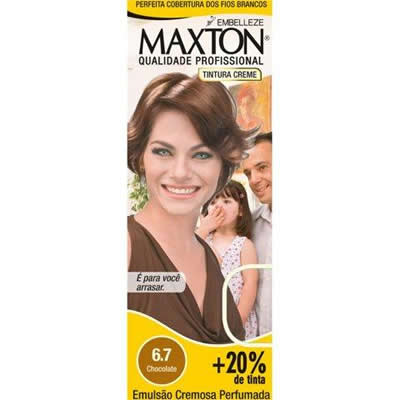 PERFEITA COBERTURA DOS FIOS BRANCOS
EMBELLEZE
MAXTON®
QUALIDADE PROFISSIONAL
TINTURA CREME
É para você
arrasar.
6.7
Chocolate
+20%
de tinta
Emulsão Cremosa Perfumada